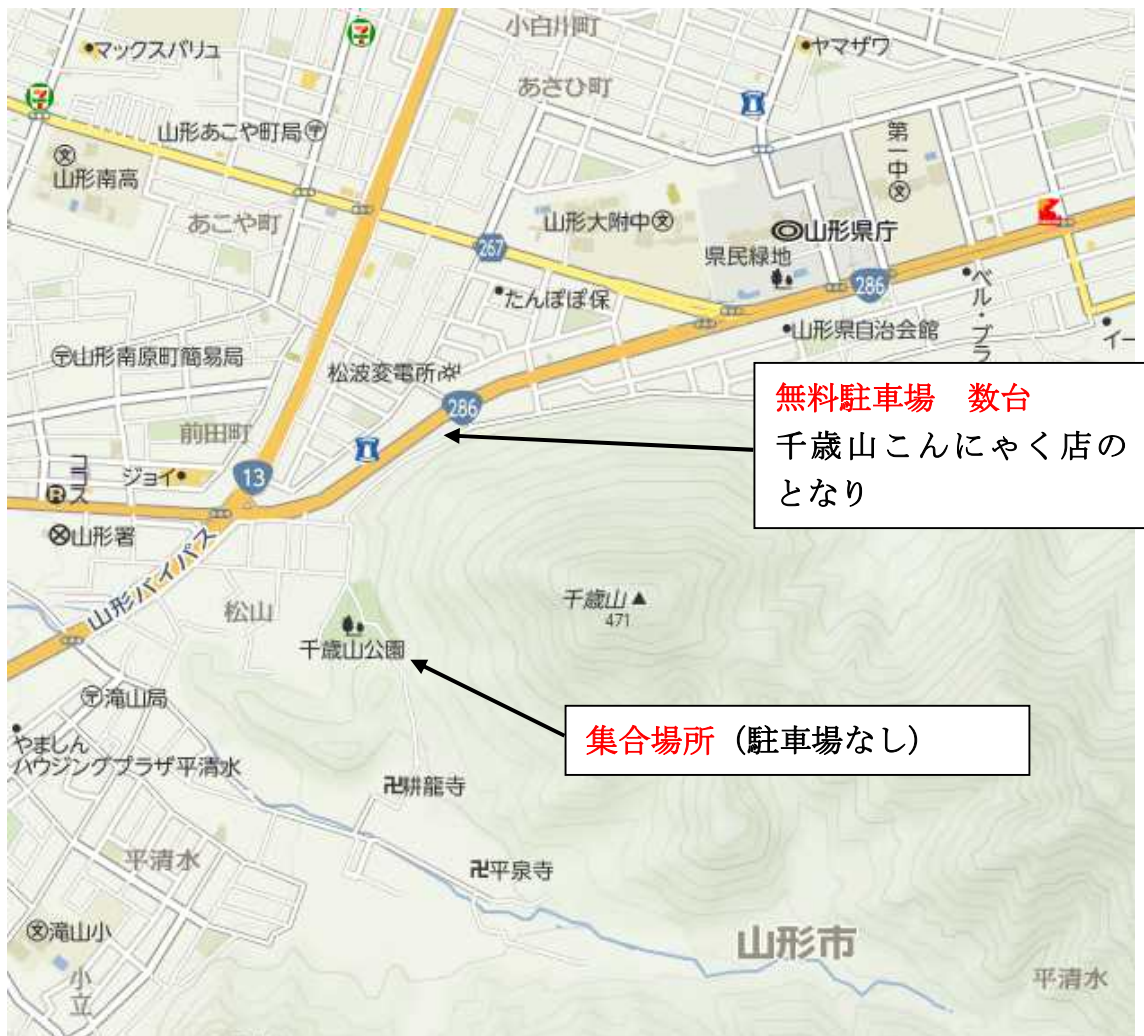 小白川町
マックスバリュ
ヤマザワ
あさひ町
山形あこや町局
第一中
山形南高
あこや町
山形大附中
山形県庁
267
県民緑地
286
たんぽぽ保
ベル・プラ
山形県自治会館
イー
山形南原町簡易局
松波変電所
286
無料駐車場　数台
千歳山こんにゃく店の
となり
前田町
コラス
ジョイ
13
山形署
山形バイパス
松山
千歳山
471
千歳山公園
滝山局
集合場所（駐車場なし）
やましん
ハウジングプラザ平清水
卍耕龍寺
平清水
卍平泉寺
滝山小
山形市
小立
平清水